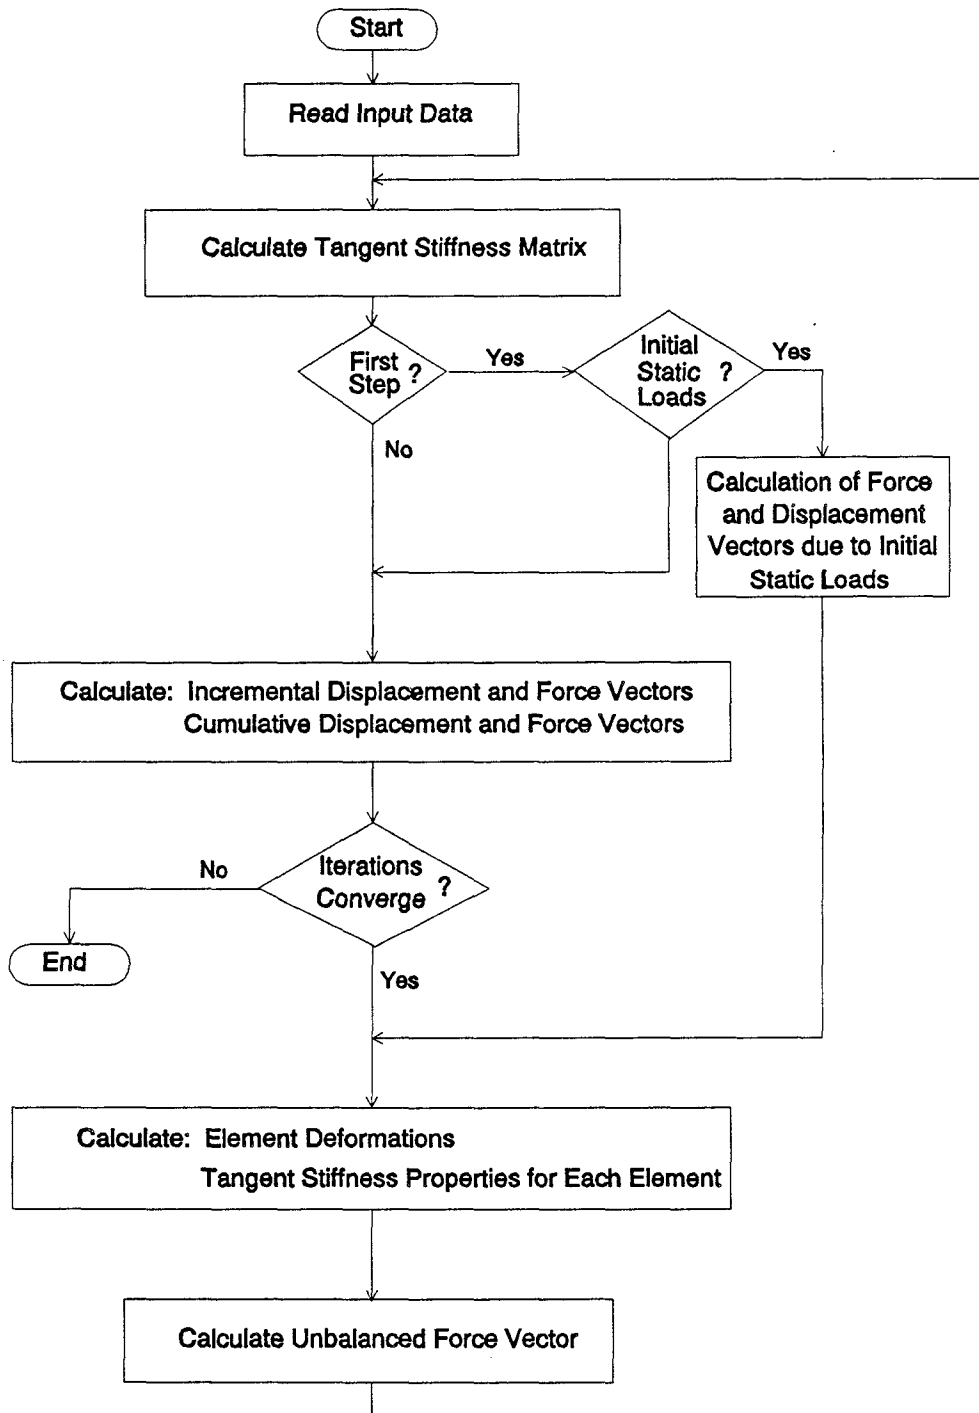 Start
Read Input Data
Calculate Tangent Stiffness Matrix
First
Step ?
Yes
Initial
Static ?
Loads
Yes
No
Calculation of Force
and Displacement
Vectors due to Initial
Static Loads
Calculate: Incremental Displacement and Force Vectors
Cumulative Displacement and Force Vectors
Iterations
Converge ?
No
End
Yes
Calculate: Element Deformations
Tangent Stiffness Properties for Each Element
Calculate Unbalanced Force Vector